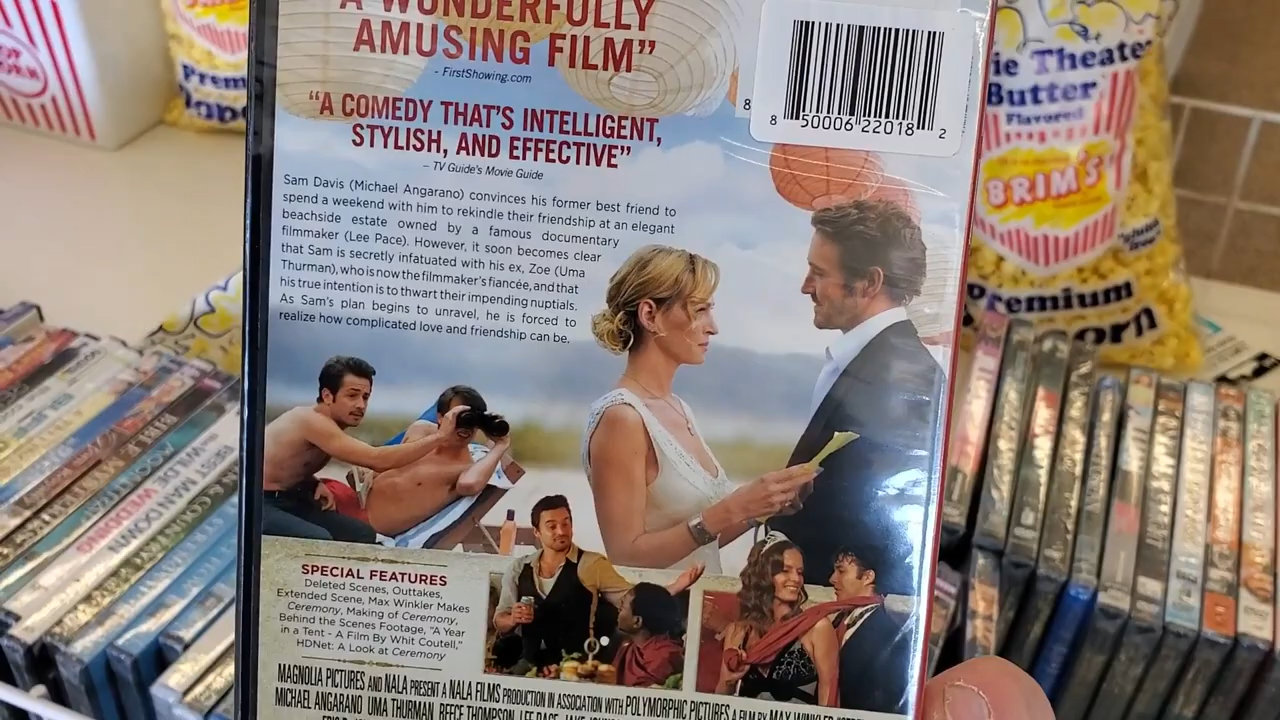 A WONDERFULLY
AMUSING FILM"
- FirstShowing.com
"A COMEDY THAT'S INTELLIGENT,
STYLISH, AND EFFECTIVE"
– TV Guide's Movie Guide
Sam Davis (Michael Angarano) convinces his former best friend to
spend a weekend with him to rekindle their friendship at an elegant
beachside estate owned by a famous documentary
filmmaker (Lee Pace). However, it soon becomes clear
that Sam is secretly infatuated with his ex, Zoe (Uma
Thurman), who is now the filmmaker's fiancée, and that
his true intention is to thwart their impending nuptials.
As Sam's plan begins to unravel, he is forced to
realize how complicated love and friendship can be.
8
8 50006 22018 2
SPECIAL FEATURES
Deleted Scenes, Outtakes,
Extended Scene, Max Winkler Makes
Ceremony, Making of Ceremony,
Behind the Scenes Footage, "A Year
in a Tent - A Film By Whit Coutell,"
HDNet: A Look at Ceremony
MAGNOLIA PICTURES AND NALA PRESENT A NALA FILMS PRODUCTION IN ASSOCIATION WITH POLYMORPHIC PICTURES A FILM BY MAX WINKLER
MICHAEL ANGARANO UMA THURMAN REECE THOMPSON LEE PACE
ie Theater
Butter
Flavored
BRIM'S
Premium
orn
Prem
Pop
WEDDING